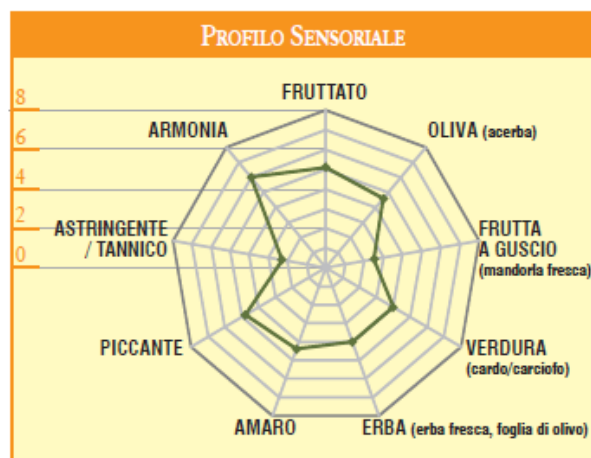 PROFILO SENSORIALE
8
6
4
2
0
FRUTTATO
ARMONIA
OLIVA (acerba)
ASTRINGENTE
/ TANNICO
FRUTTA
A GUSCIO
(mandorla fresca)
PICCANTE
VERDURA
(cardo/carciofo)
AMARO
ERBA (erba fresca, foglia di olivo)